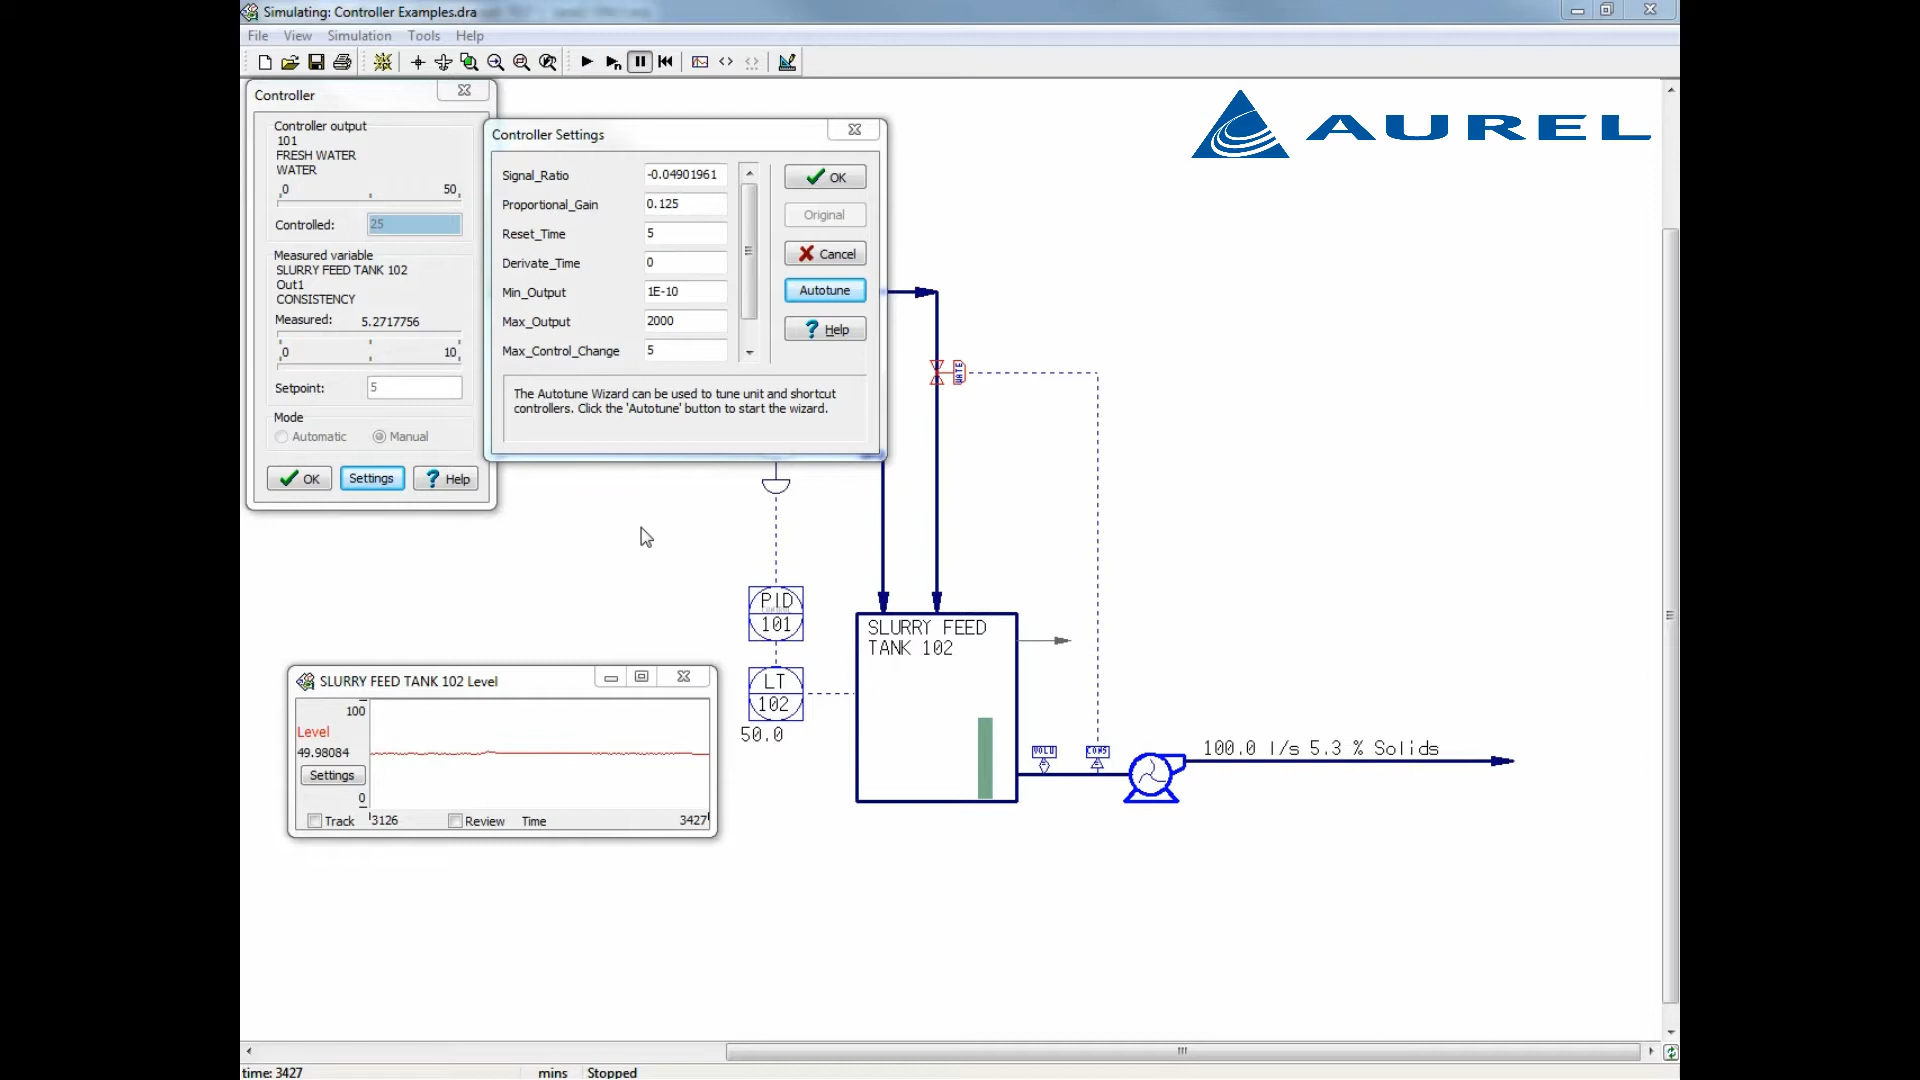 Simulating: Controller Examples.dra
File View Simulation Tools Help
AUREL
Controller
Controller output
101
FRESH WATER
WATER
0 50
Controlled: 25
Measured variable
SLURRY FEED TANK 102
Out1
CONSISTENCY
Measured: 5.2717756
0 10
Setpoint: 5
Mode
Automatic Manual
OK Settings Help
Controller Settings
Signal_Ratio -0.04901961
Proportional_Gain 0.125
Reset_Time 5
Derivate_Time 0
Min_Output 1E-10
Max_Output 2000
Max_Control_Change 5
OK
Original
Cancel
Autotune
Help
The Autotune Wizard can be used to tune unit and shortcut
controllers. Click the 'Autotune' button to start the wizard.
PID
101
LT
102
50.0
SLURRY FEED
TANK 102
VOLU
CONS
100.0 l/s 5.3 % Solids
SLURRY FEED TANK 102 Level
100
Level
49.98084
Settings
0
Track 3126 Review Time 3427
time: 3427 mins Stopped